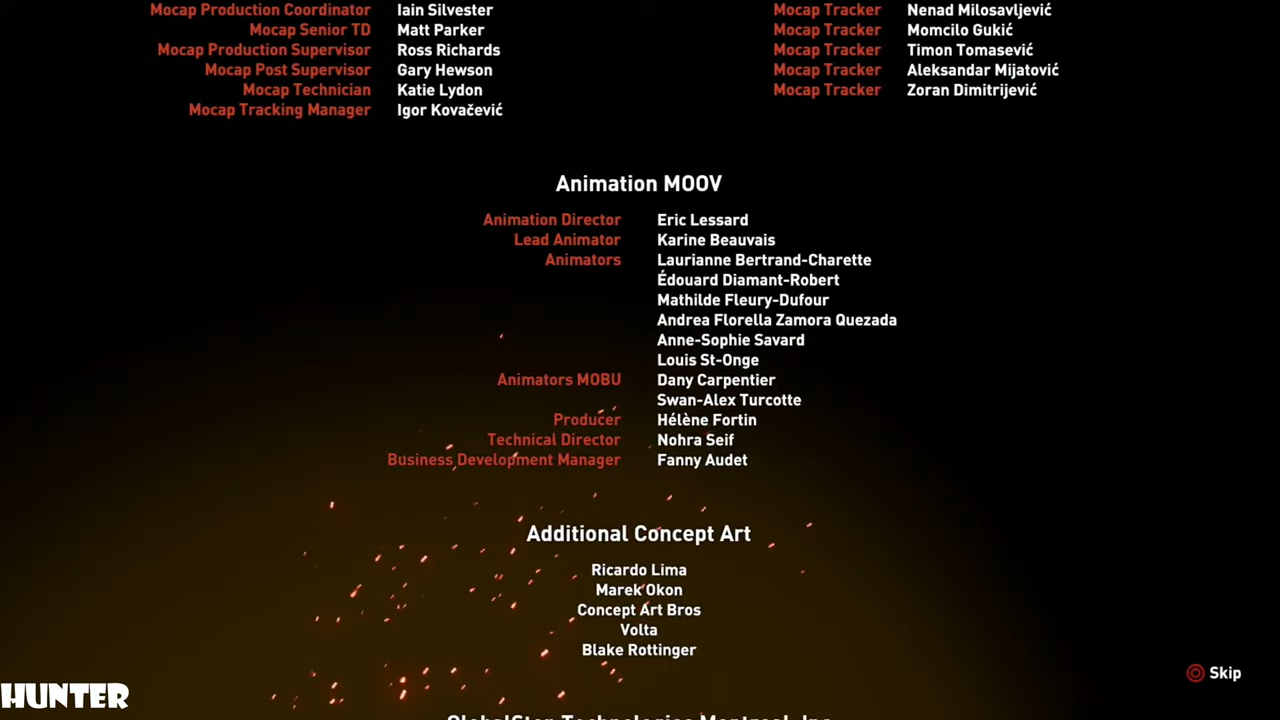 Mocap Production Coordinator Iain Silvester
Mocap Senior TD Matt Parker
Mocap Production Supervisor Ross Richards
Mocap Post Supervisor Gary Hewson
Mocap Technician Katie Lydon
Mocap Tracking Manager Igor Kovačević
Mocap Tracker Nenad Milosavljević
Mocap Tracker Momcilo Gukić
Mocap Tracker Timon Tomasević
Mocap Tracker Aleksandar Mijatović
Mocap Tracker Zoran Dimitrijević
Animation MOOV
Animation Director Eric Lessard
Lead Animator Karine Beauvais
Animators Laurianne Bertrand-Charette
Édouard Diamant-Robert
Mathilde Fleury-Dufour
Andrea Florella Zamora Quezada
Anne-Sophie Savard
Louis St-Onge
Animators MOBU Dany Carpentier
Swan-Alex Turcotte
Producer Hélène Fortin
Technical Director Nohra Seif
Business Development Manager Fanny Audet
Additional Concept Art
Ricardo Lima
Marek Okon
Concept Art Bros
Volta
Blake Rottinger
Skip
HUNTER
GlobalStep Technologies Montreal, Inc.